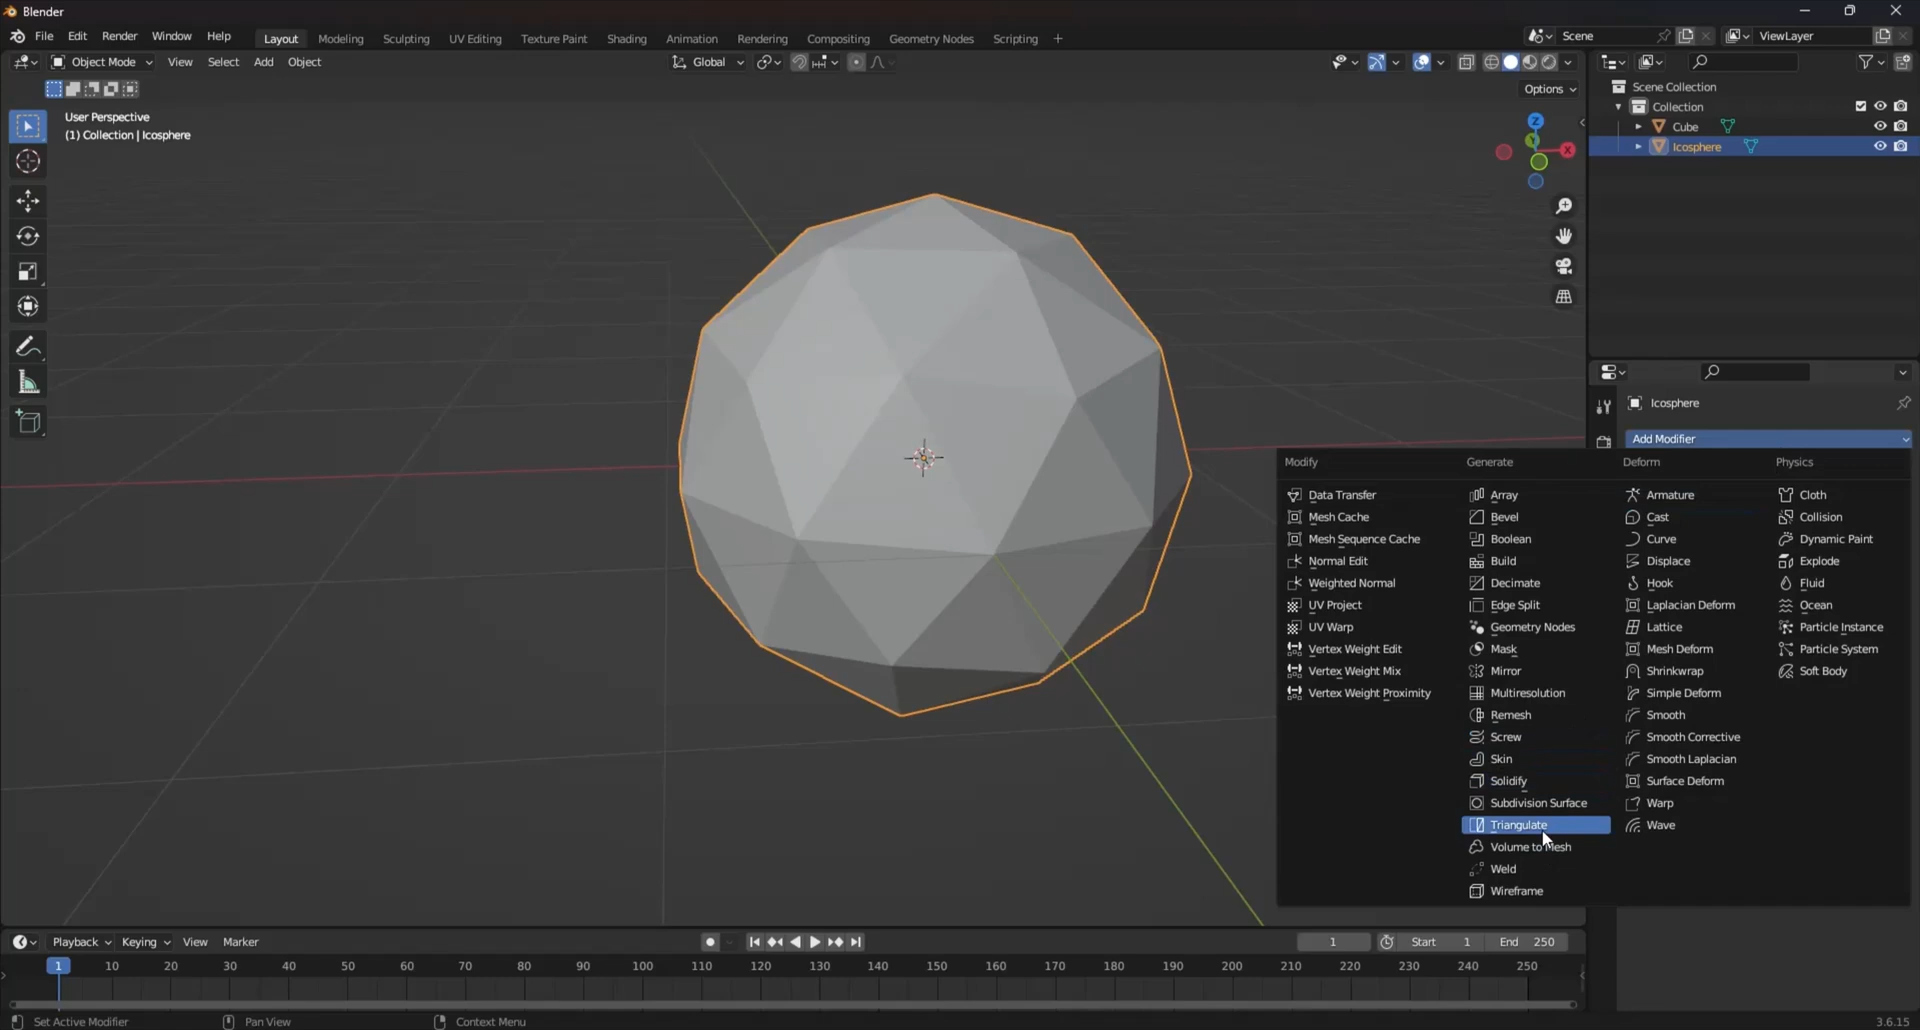 Blender
File Edit Render Window Help Layout Modeling Sculpting UV Editing Texture Paint Shading Animation Rendering Compositing Geometry Nodes Scripting + Scene ViewLayer
Object Mode View Select Add Object Global
Options
User Perspective
(1) Collection | Icosphere
Z
Y
X
Scene Collection
Collection
Cube
Icosphere
Icosphere
Add Modifier
Modify Generate Deform Physics
Data Transfer Array Armature Cloth
Mesh Cache Bevel Cast Collision
Mesh Sequence Cache Boolean Curve Dynamic Paint
Normal Edit Build Displace Explode
Weighted Normal Decimate Hook Fluid
UV Project Edge Split Laplacian Deform Ocean
UV Warp Geometry Nodes Lattice Particle Instance
Vertex Weight Edit Mask Mesh Deform Particle System
Vertex Weight Mix Mirror Shrinkwrap Soft Body
Vertex Weight Proximity Multiresolution Simple Deform
Remesh Smooth
Screw Smooth Corrective
Skin Smooth Laplacian
Solidify Surface Deform
Subdivision Surface Warp
Triangulate Wave
Volume to Mesh
Weld
Wireframe
Playback Keying View Marker 1 Start 1 End 250
1 10 20 30 40 50 60 70 80 90 100 110 120 130 140 150 160 170 180 190 200 210 220 230 240 250
Set Active Modifier Pan View Context Menu 3.6.15